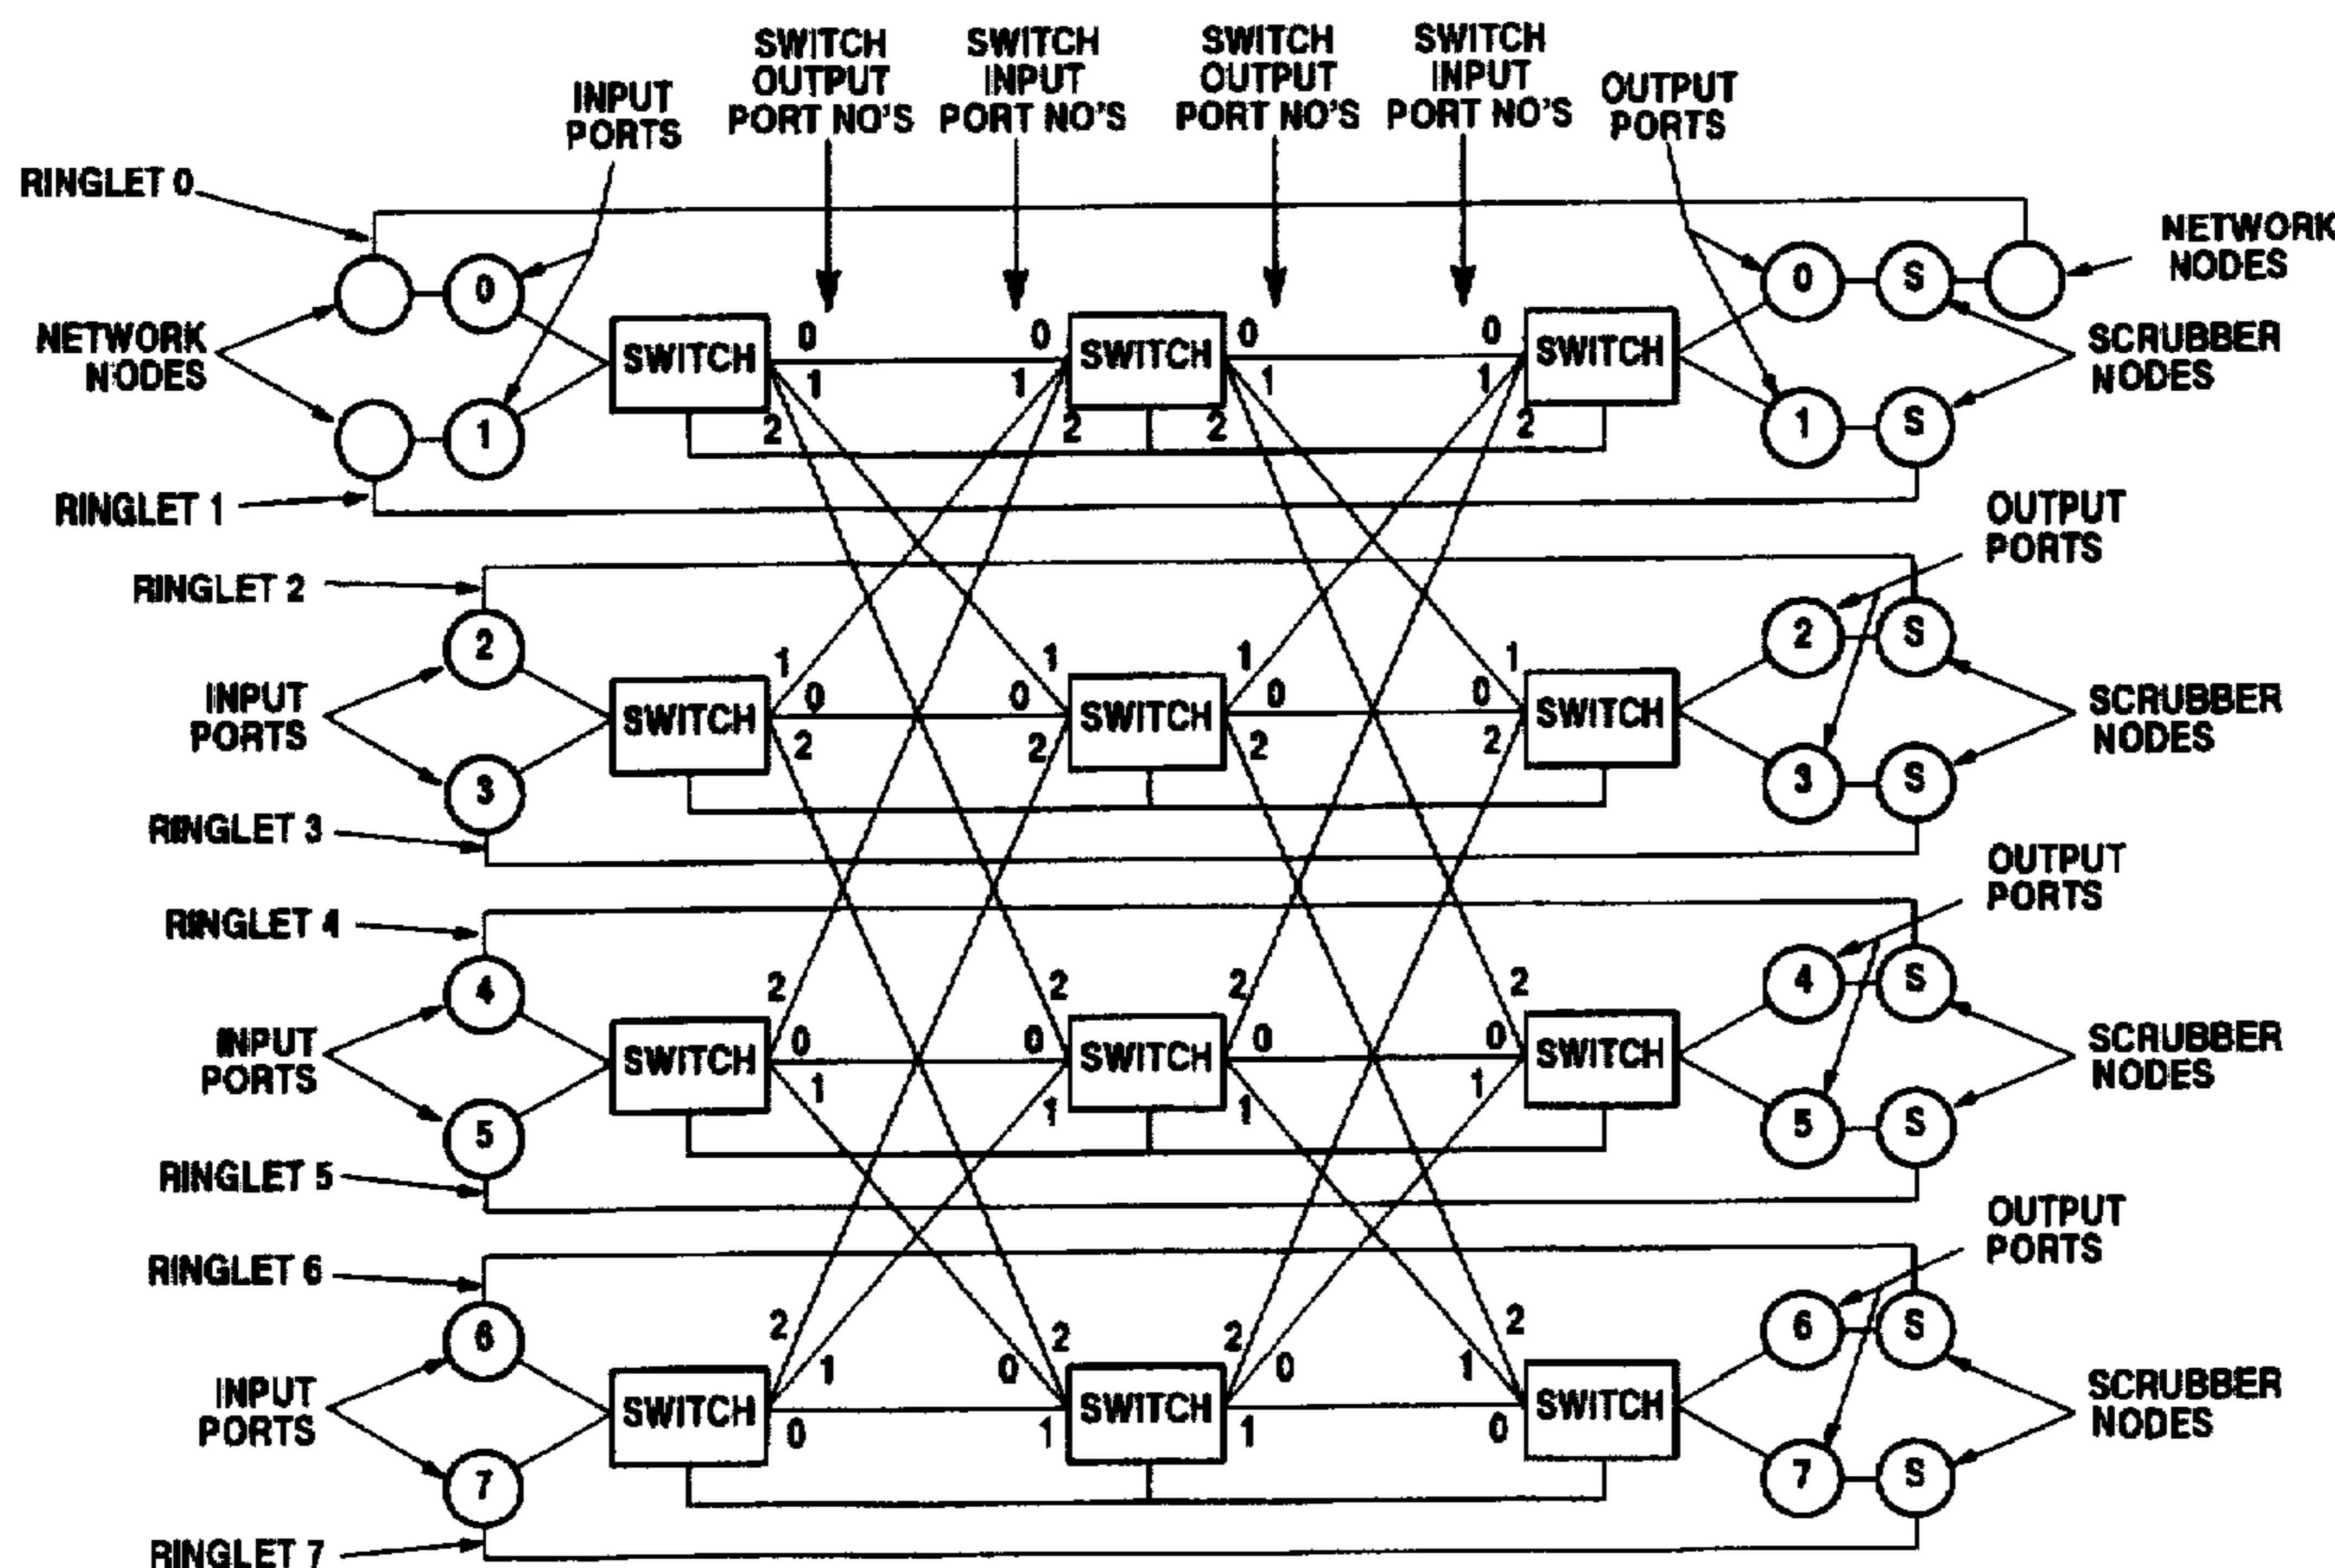 SWITCH
OUTPUT
PORT NO'S
SWITCH
INPUT
PORT NO'S
SWITCH
OUTPUT
PORT NO'S
SWITCH
INPUT
PORT NO'S
INPUT
PORTS
OUTPUT
PORTS
RINGLET 0
NETWORK
NODES
0
0 S
NETWORK
NODES
SWITCH 0 0 SWITCH 0 0 SWITCH
1 1 1 1
2 2 2 2
SCRUBBER
NODES
1
1 S
RINGLET 1
OUTPUT
PORTS
RINGLET 2
2
2 S
INPUT
PORTS
1 1 1 1
SWITCH 0 0 SWITCH 0 0 SWITCH
2 2 2 2
SCRUBBER
NODES
3
3 S
RINGLET 3
OUTPUT
PORTS
RINGLET 4
4
4 S
INPUT
PORTS
2 2 2 2
SWITCH 0 0 SWITCH 0 0 SWITCH
1 1 1 1
SCRUBBER
NODES
5
5 S
RINGLET 5
OUTPUT
PORTS
RINGLET 6
6
6 S
INPUT
PORTS
2 2 2 2
1 0 0 1
SWITCH 0 1 SWITCH 1 0 SWITCH
SCRUBBER
NODES
7
7 S
RINGLET 7